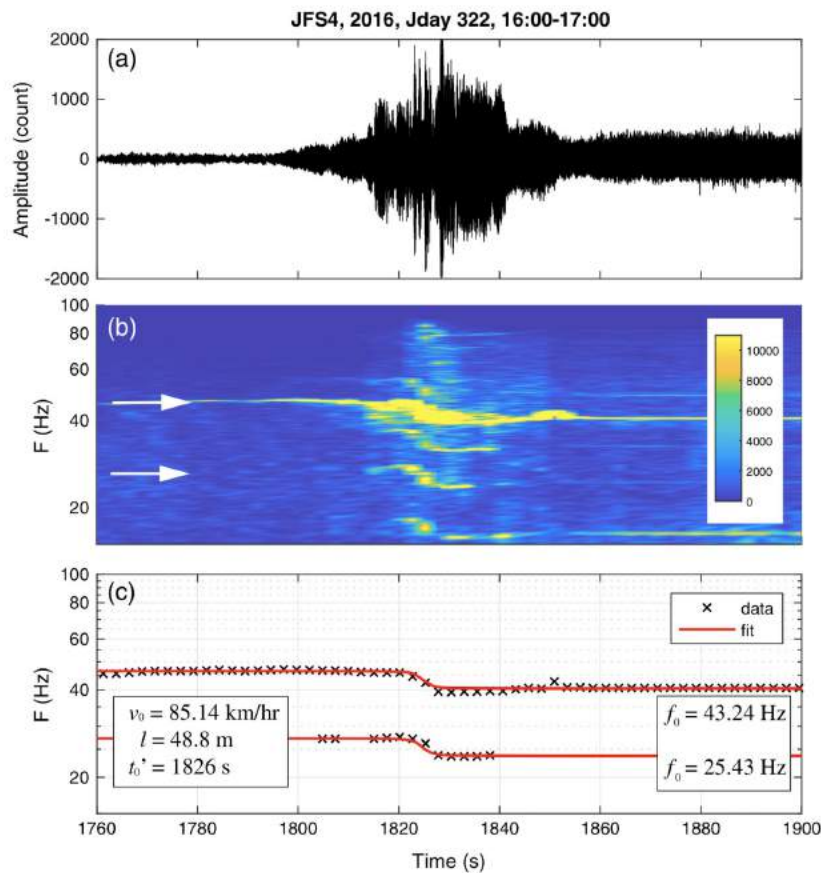 JFS4, 2016, Jday 322, 16:00-17:00
(a)
Amplitude (count)
2000
1000
0
-1000
-2000
(b)
F (Hz)
100
80
60
40
20
10000
8000
6000
4000
2000
0
(c)
F (Hz)
100
80
60
40
20
data
fit
v₀ = 85.14 km/hr
l = 48.8 m
t₀' = 1826 s
f₀ = 43.24 Hz
f₀ = 25.43 Hz
1760 1780 1800 1820 1840 1860 1880 1900
Time (s)